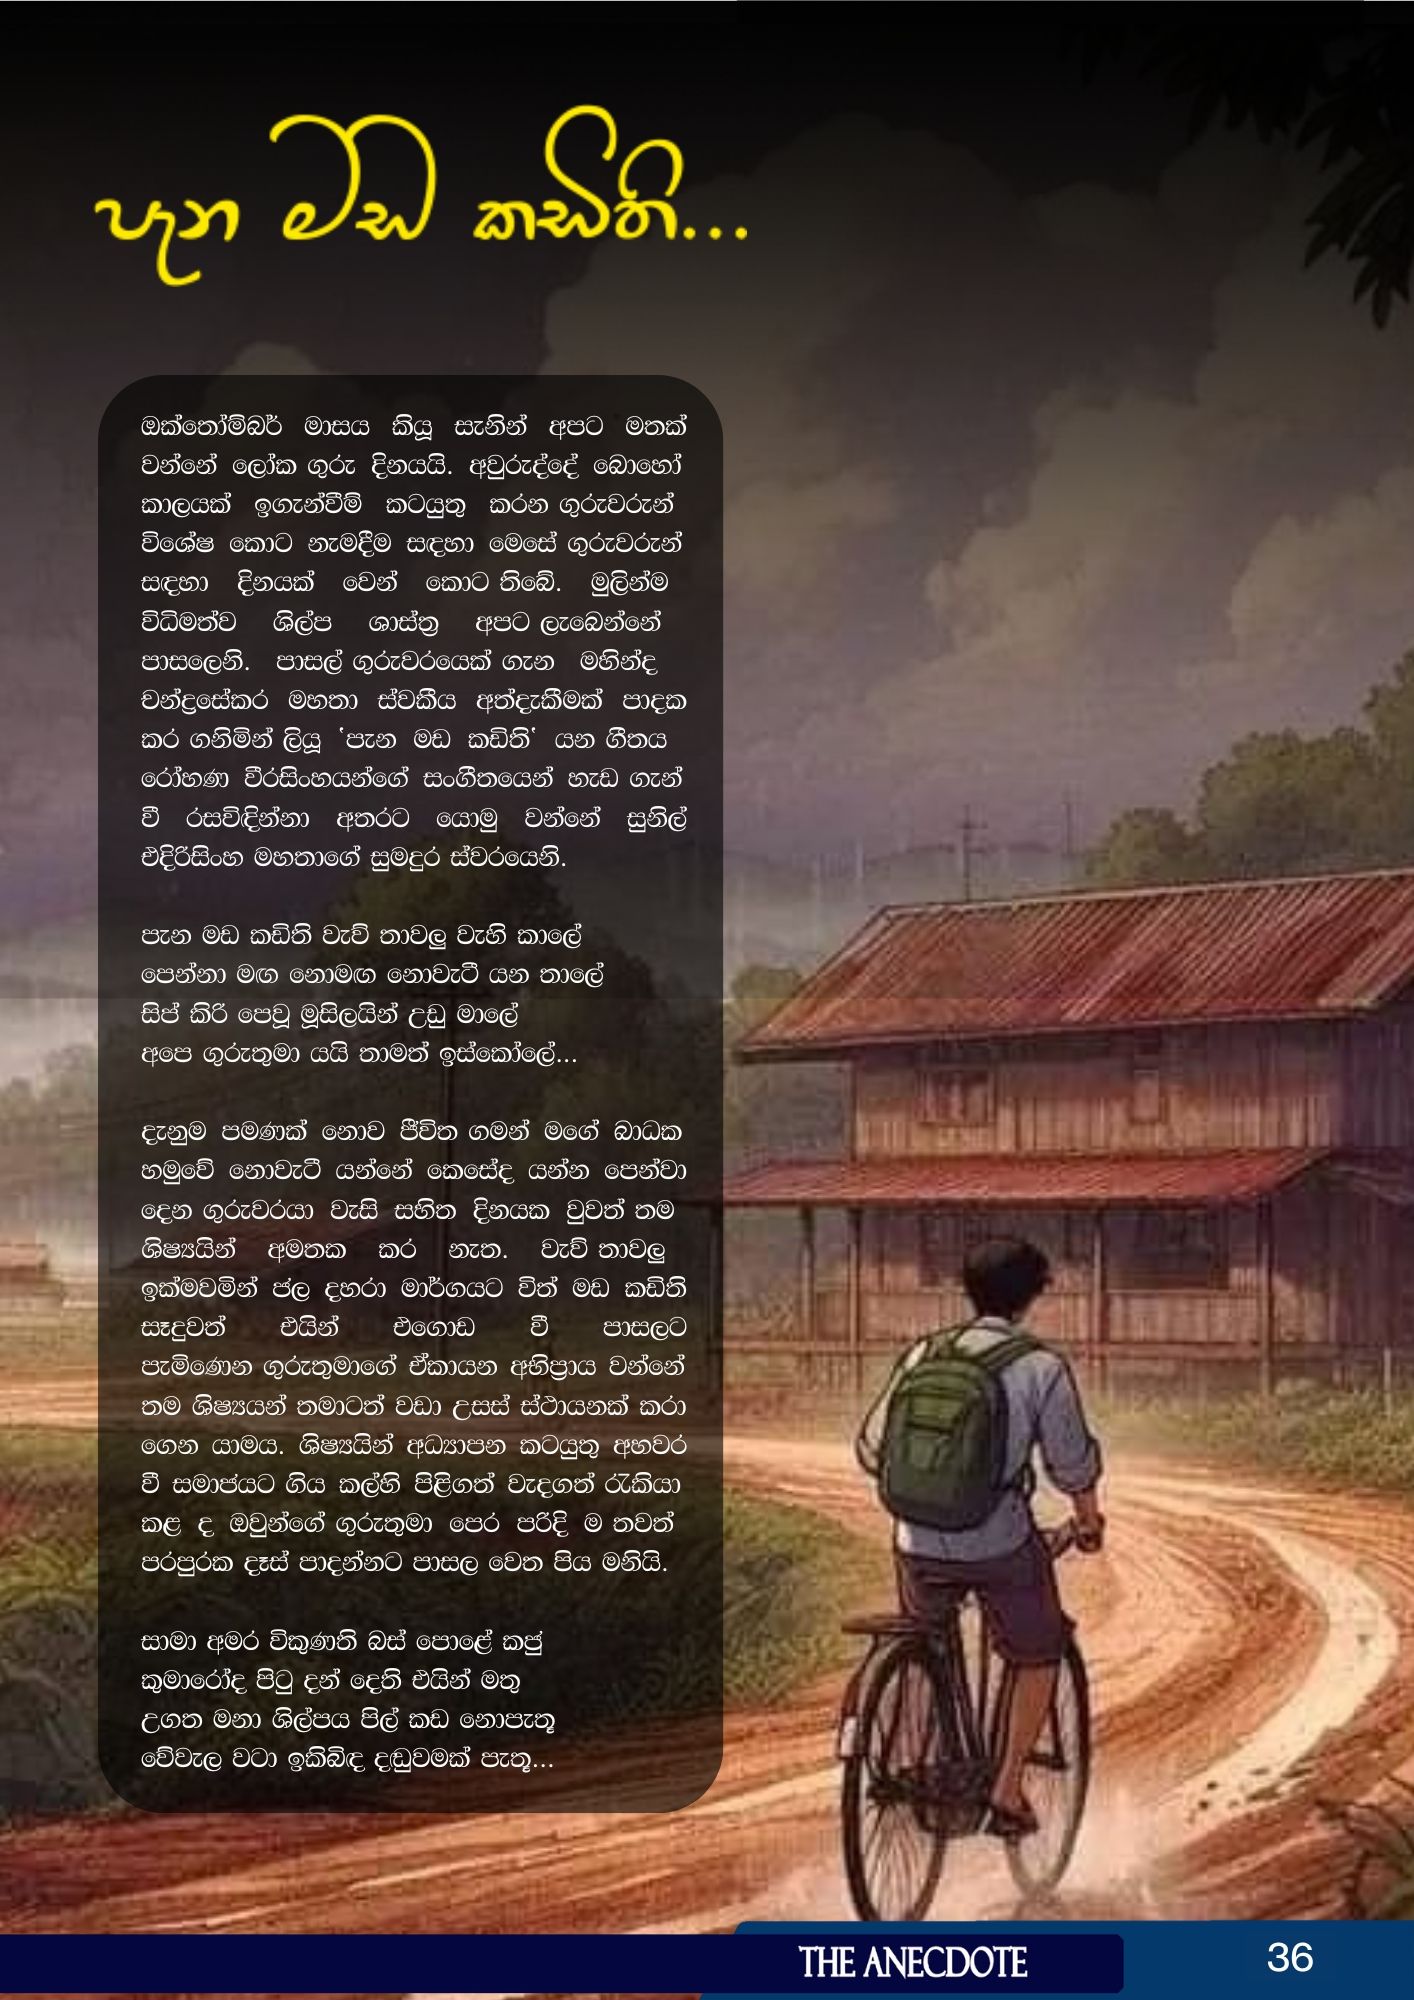 පැන මඩ කඩිති...
ඔක්තෝම්බර් මාසය කියූ සැනින් අපට මතක්
වන්නේ ලෝක ගුරු දිනයයි. අවුරුද්දේ බොහෝ
කාලයක් ඉගැන්වීම් කටයුතු කරන ගුරුවරුන්
විශේෂ කොට නැමදීම සඳහා මෙසේ ගුරුවරුන්
සඳහා දිනයක් වෙන් කොට තිබේ. මුලින්ම
විධිමත්ව ශිල්ප ශාස්ත්‍ර අපට ලැබෙන්නේ
පාසලෙනි. පාසල් ගුරුවරයෙක් ගැන මහින්ද
චන්ද්‍රසේකර මහතා ස්වකීය අත්දැකීමක් පාදක
කර ගනිමින් ලියූ ‛පැන මඩ කඩිති‛ යන ගීතය
රෝහණ වීරසිංහයන්ගේ සංගීතයෙන් හැඩ ගැන්
වී රසවිඳින්නා අතරට යොමු වන්නේ සුනිල්
එදිරිසිංහ මහතාගේ සුමදුර ස්වරයෙනි.
පැන මඩ කඩිති වැව් තාවලු වැහි කාලේ
පෙන්නා මඟ නොමඟ නොවැටී යන තාලේ
සිප් කිරි පෙවූ මූසිලයින් උඩු මාලේ
අපෙ ගුරුතුමා යයි තාමත් ඉස්කෝලේ...
දැනුම පමණක් නොව ජීවිත ගමන් මගේ බාධක
හමුවේ නොවැටී යන්නේ කෙසේද යන්න පෙන්වා
දෙන ගුරුවරයා වැසි සහිත දිනයක වුවත් තම
ශිෂ්‍යයින් අමතක කර නැත. වැව් තාවලු
ඉක්මවමින් ජල දහරා මාර්ගයට විත් මඩ කඩිති
සෑදුවත් එයින් එගොඩ වී පාසලට
පැමිණෙන ගුරුතුමාගේ ඒකායන අභිප්‍රාය වන්නේ
තම ශිෂ්‍යයන් තමාටත් වඩා උසස් ස්ථායනක් කරා
ගෙන යාමය. ශිෂ්‍යයින් අධ්‍යාපන කටයුතු අහවර
වී සමාජයට ගිය කල්හි පිළිගත් වැදගත් රැකියා
කළ ද ඔවුන්ගේ ගුරුතුමා පෙර පරිදි ම තවත්
පරපුරක දෑස් පාදන්නට පාසල වෙත පිය මනියි.
සාමා අමර විකුණති බස් පොළේ කජු
කුමාරෝද පිටු දන් දෙති එයින් මතු
උගත මනා ශිල්පය පිල් කඩ නොපැතූ
වේවැල වටා ඉකිබිඳ දඬුවමක් පැතූ...
THE ANECDOTE
36